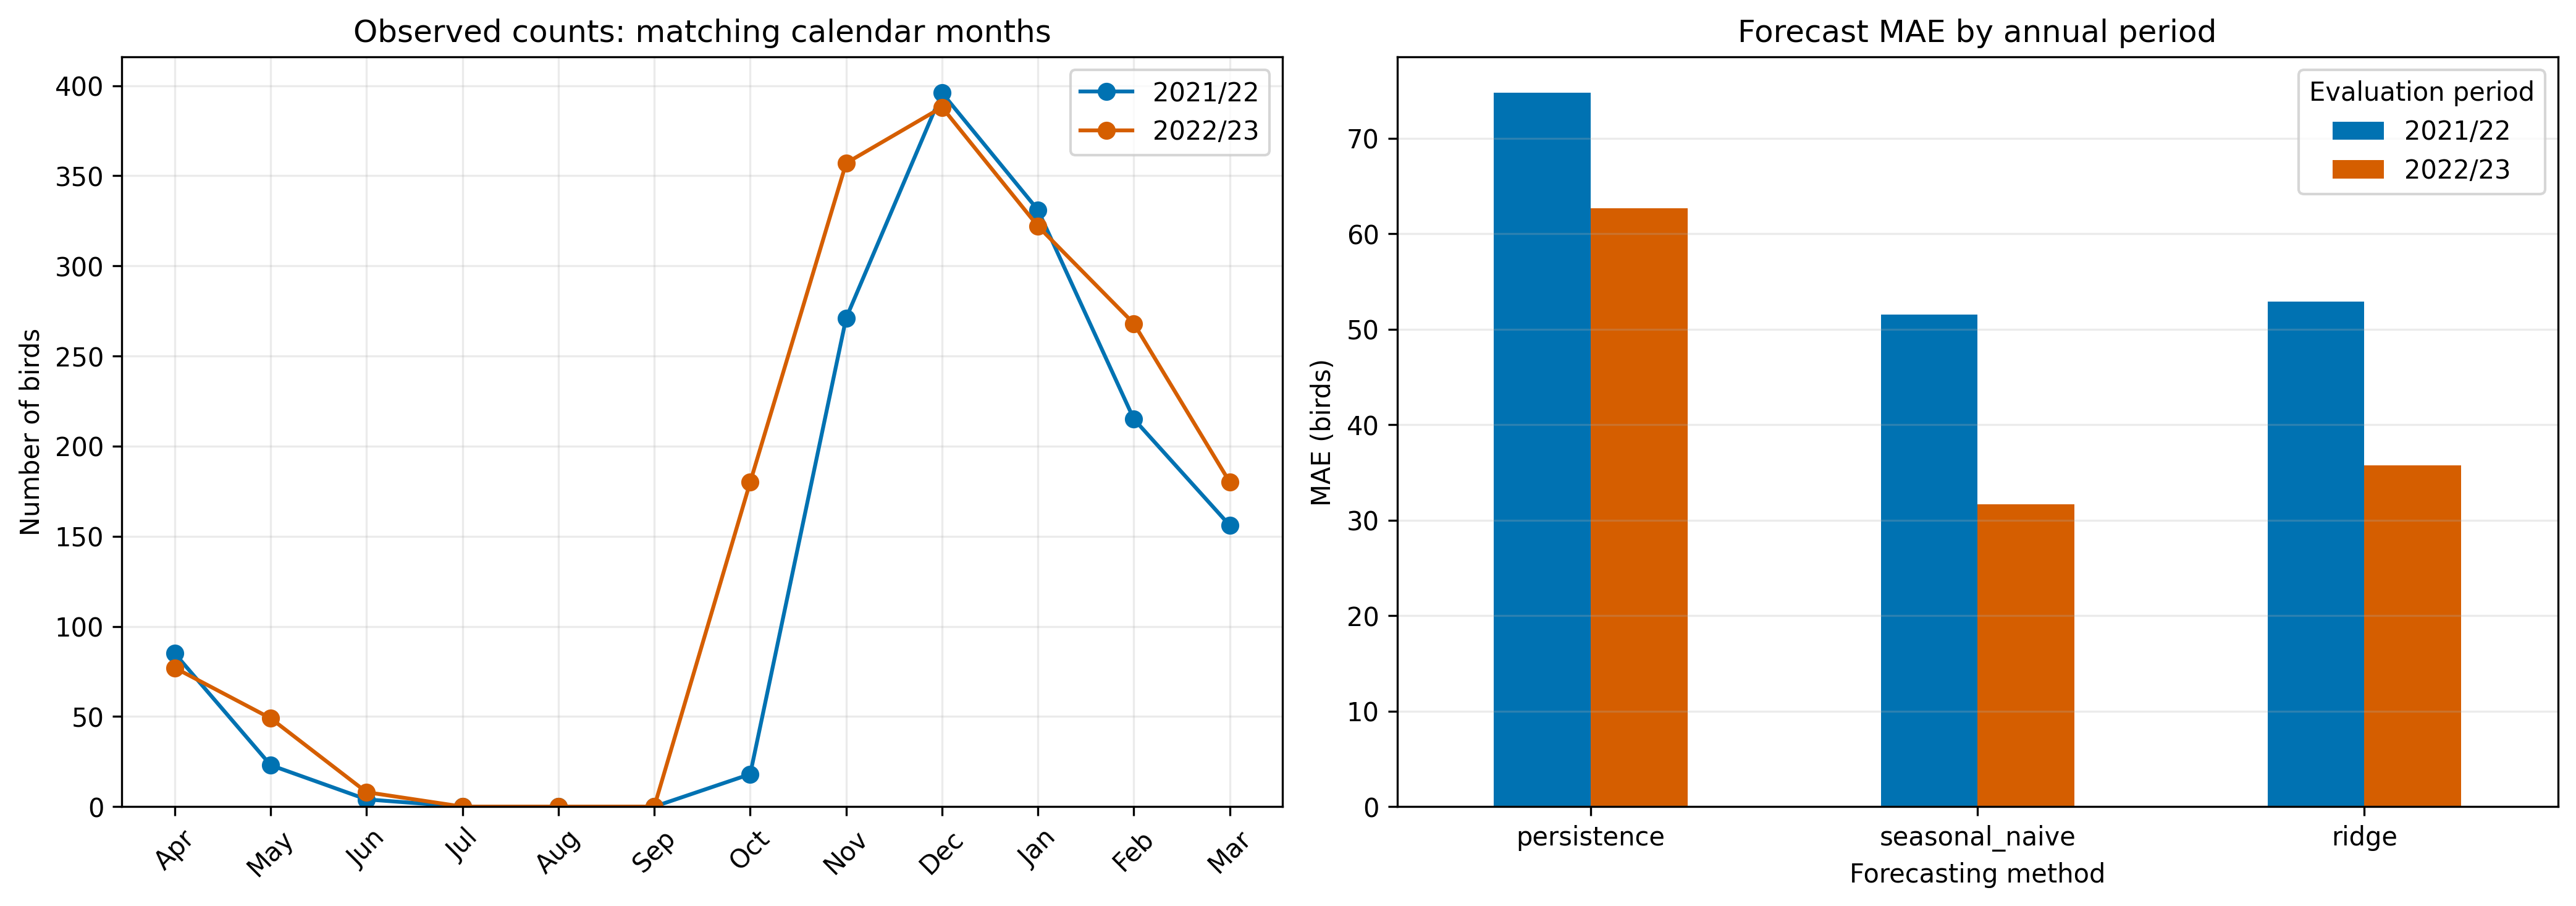 Observed counts: matching calendar months
Number of birds
400
350
300
250
200
150
100
50
0
Apr
May
Jun
Jul
Aug
Sep
Oct
Nov
Dec
Jan
Feb
Mar
2021/22
2022/23
Forecast MAE by annual period
MAE (birds)
70
60
50
40
30
20
10
0
persistence
seasonal_naive
ridge
Forecasting method
Evaluation period
2021/22
2022/23